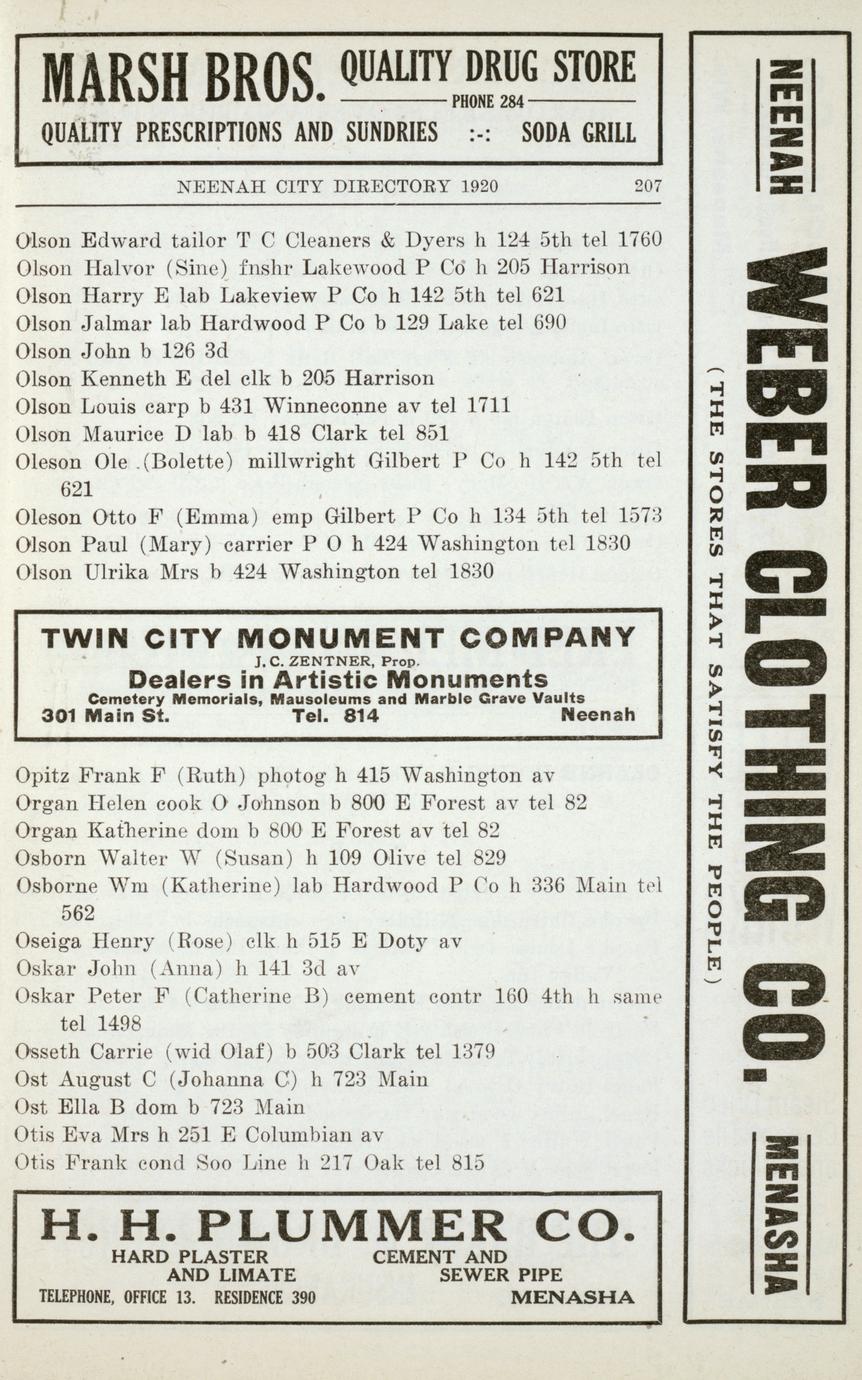 MARSH BROS. QUALITY DRUG STORE
PHONE 284
QUALITY PRESCRIPTIONS AND SUNDRIES :-: SODA GRILL
NEENAH CITY DIRECTORY 1920 207
Olson Edward tailor T C Cleaners & Dyers h 124 5th tel 1760
Olson Halvor (Sine) fnshr Lakewood P Co h 205 Harrison
Olson Harry E lab Lakeview P Co h 142 5th tel 621
Olson Jalmar lab Hardwood P Co b 129 Lake tel 690
Olson John b 126 3d
Olson Kenneth E del clk b 205 Harrison
Olson Louis carp b 431 Winneconne av tel 1711
Olson Maurice D lab b 418 Clark tel 851
Oleson Ole (Bolette) millwright Gilbert P Co h 142 5th tel
621
Oleson Otto F (Emma) emp Gilbert P Co h 134 5th tel 1573
Olson Paul (Mary) carrier P O h 424 Washington tel 1830
Olson Ulrika Mrs b 424 Washington tel 1830
TWIN CITY MONUMENT COMPANY
J. C. ZENTNER, Prop.
Dealers in Artistic Monuments
Cemetery Memorials, Mausoleums and Marble Grave Vaults
301 Main St. Tel. 814 Neenah
Opitz Frank F (Ruth) photog h 415 Washington av
Organ Helen cook O Johnson b 800 E Forest av tel 82
Organ Katherine dom b 800 E Forest av tel 82
Osborn Walter W (Susan) h 109 Olive tel 829
Osborne Wm (Katherine) lab Hardwood P Co h 336 Main tel
562
Oseiga Henry (Rose) clk h 515 E Doty av
Oskar John (Anna) h 141 3d av
Oskar Peter F (Catherine B) cement contr 160 4th h same
tel 1498
Osseth Carrie (wid Olaf) b 503 Clark tel 1379
Ost August C (Johanna C) h 723 Main
Ost Ella B dom b 723 Main
Otis Eva Mrs h 251 E Columbian av
Otis Frank cond Soo Line h 217 Oak tel 815
H. H. PLUMMER CO.
HARD PLASTER CEMENT AND
AND LIMATE SEWER PIPE
TELEPHONE, OFFICE 13. RESIDENCE 390 MENASHA
NEENAH
WEBER CLOTHING CO.
(THE STORES THAT SATISFY THE PEOPLE)
MENASHA